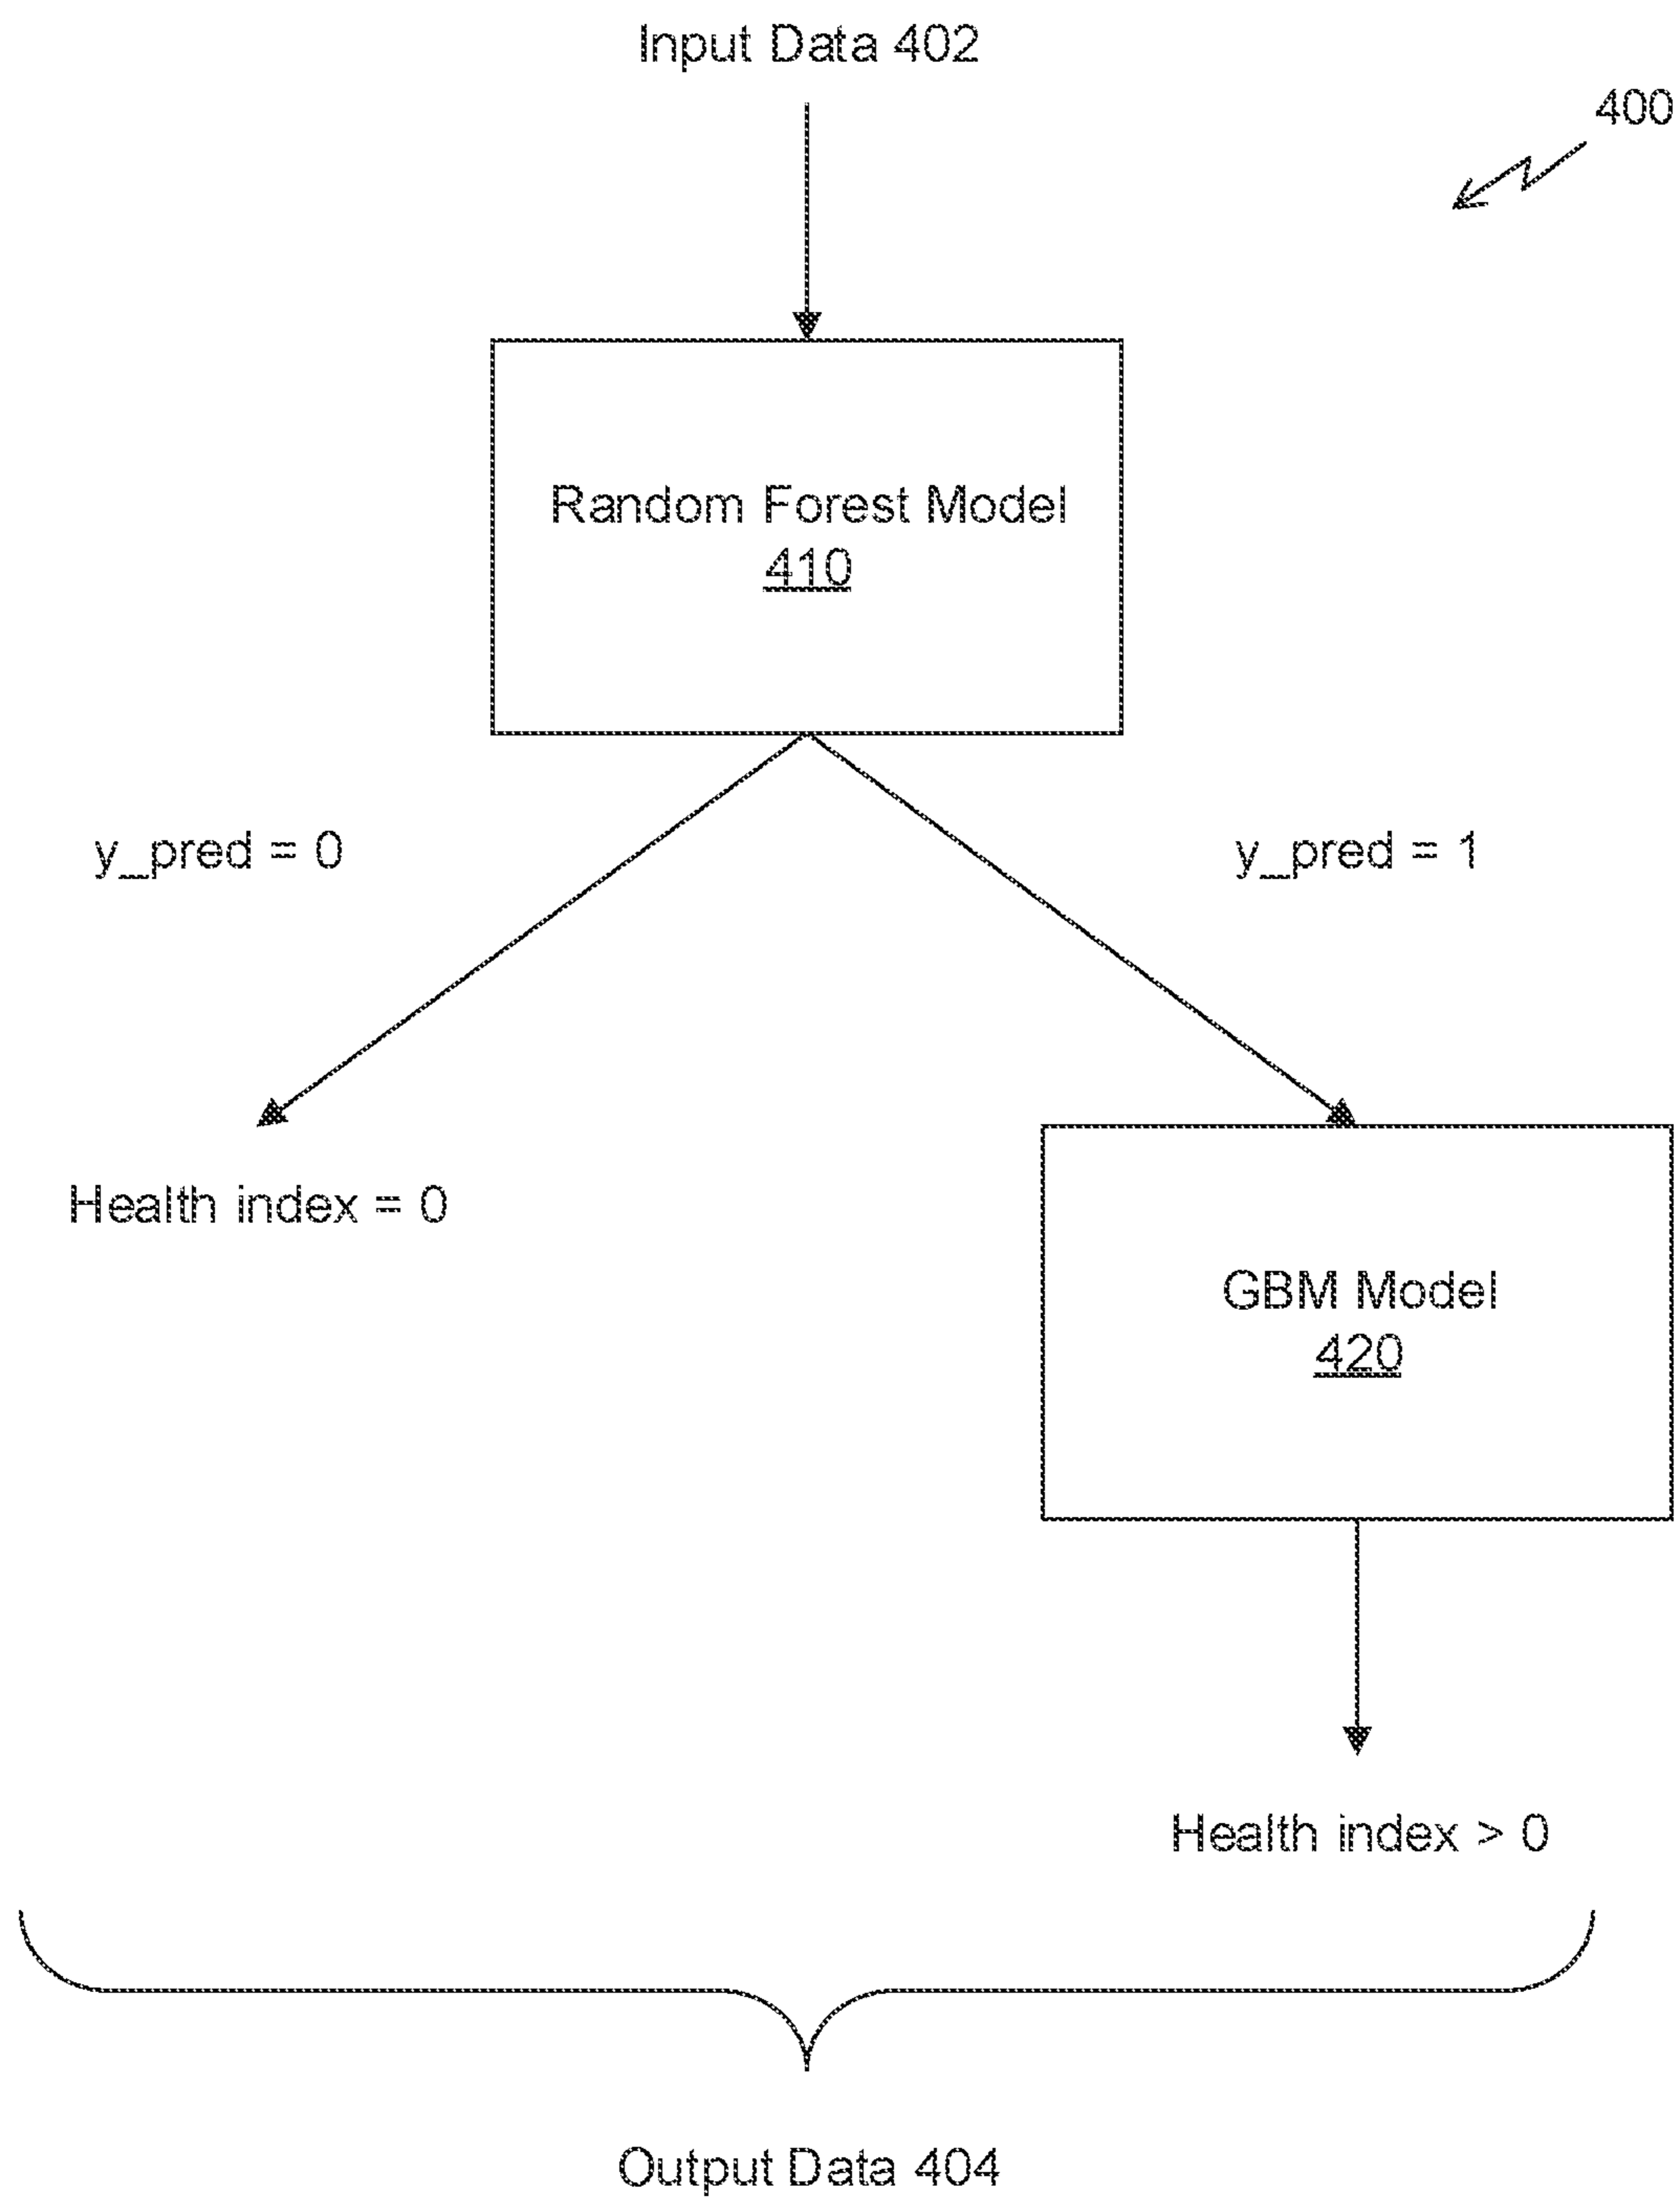 Input Data 402
400
Random Forest Model
410
y_pred = 0
y_pred = 1
Health index = 0
GBM Model
420
Health index > 0
Output Data 404